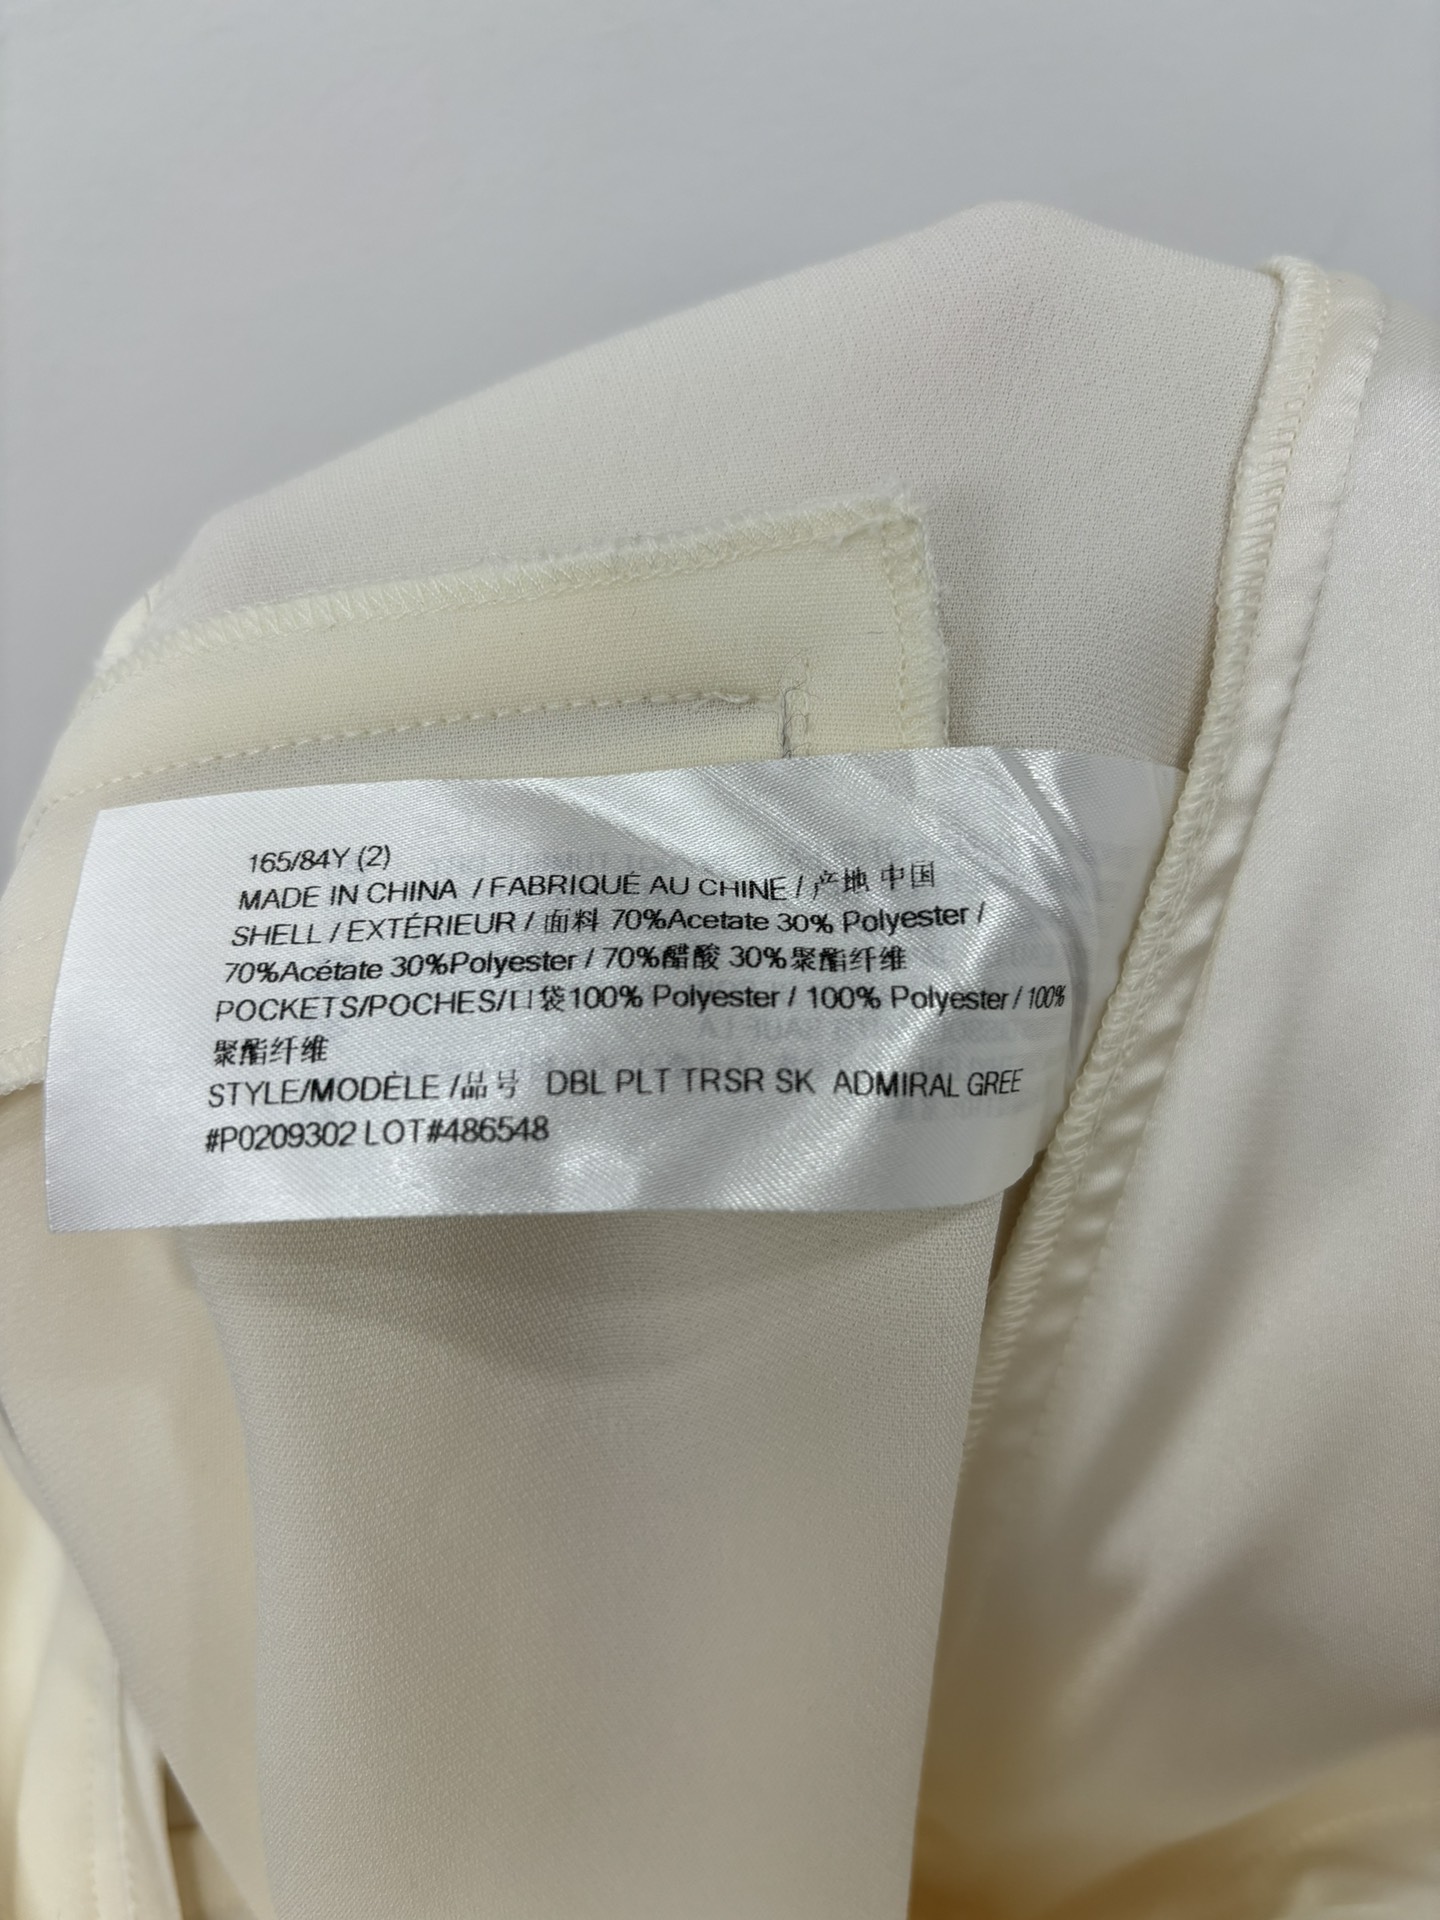 165/84Y (2)
MADE IN CHINA / FABRIQUÉ AU CHINE / 产地 中国
SHELL / EXTÉRIEUR / 面料 70%Acetate 30% Polyester /
70%Acétate 30%Polyester / 70%醋酸 30%聚酯纤维
POCKETS/POCHES/口袋100% Polyester / 100% Polyester / 100%
聚酯纤维
STYLE/MODÈLE /品号 DBL PLT TRSR SK ADMIRAL GREE
#P0209302 LOT#486548